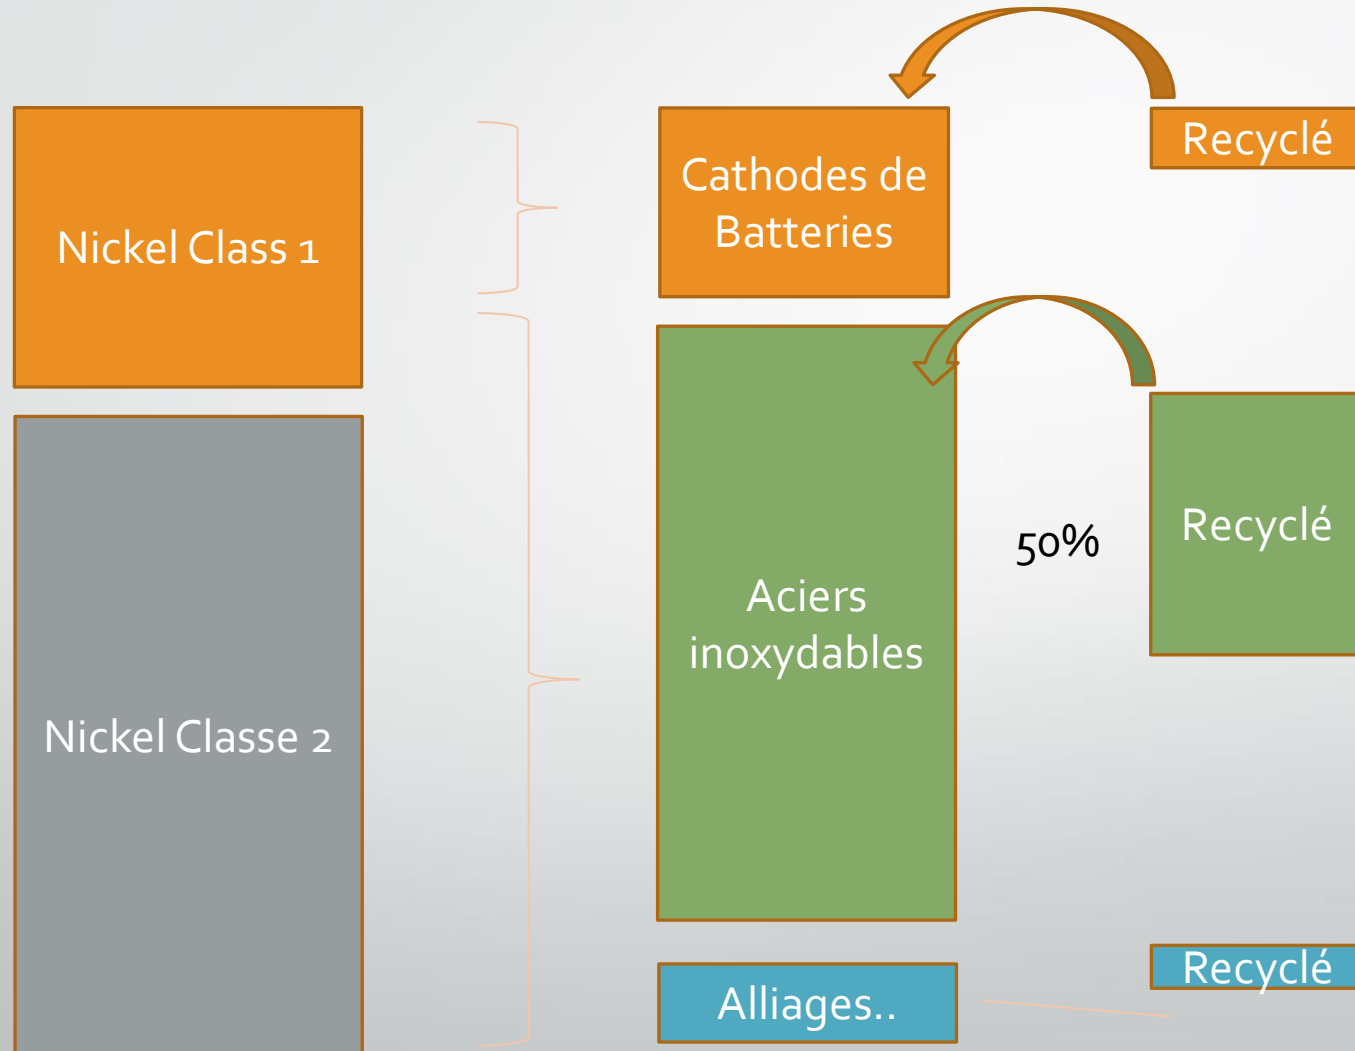 Nickel Class 1
Nickel Classe 2
Cathodes de
Batteries
Aciers
inoxydables
Alliages..
Recyclé
50%
Recyclé
Recyclé